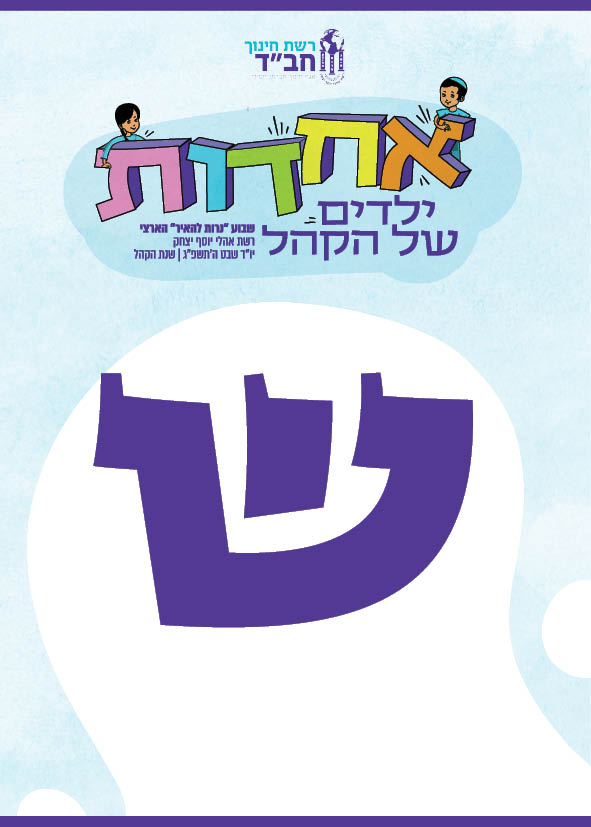 רשת חינוך
חב״ד
אחדות
ילדים
של הקהל
שבוע "נרות להאיר" הארצי
רשת אהלי יוסף יצחק
יו"ד שבט ה'תשפ"ג | שנת הקהל
ש